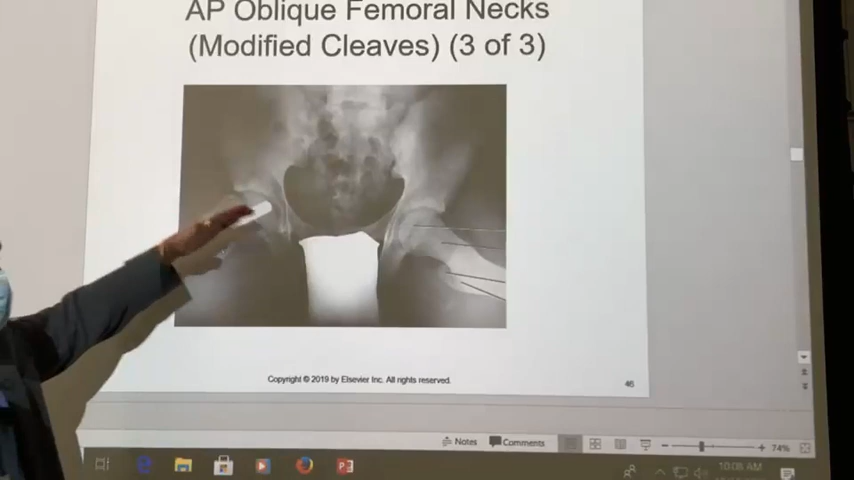 AP Oblique Femoral Necks
(Modified Cleaves) (3 of 3)
Copyright © 2019 by Elsevier Inc. All rights reserved.
46
Notes
Comments
74%
10:08 AM